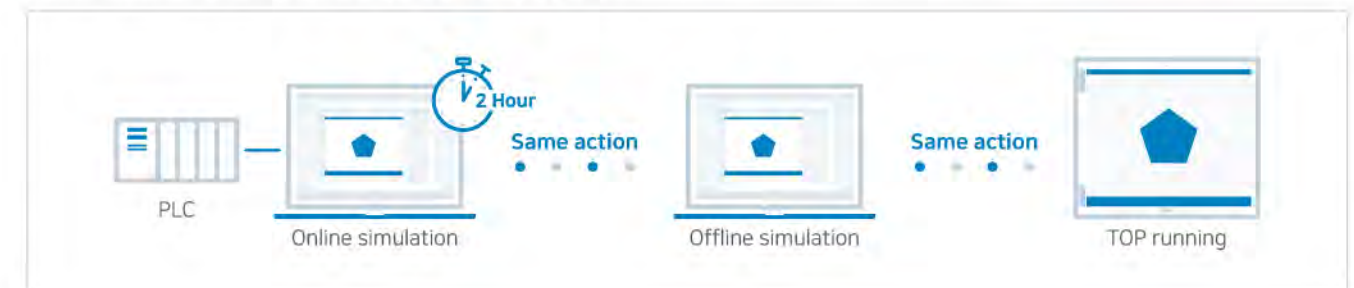 2 Hour
Same action
Same action
PLC
Online simulation
Offline simulation
TOP running